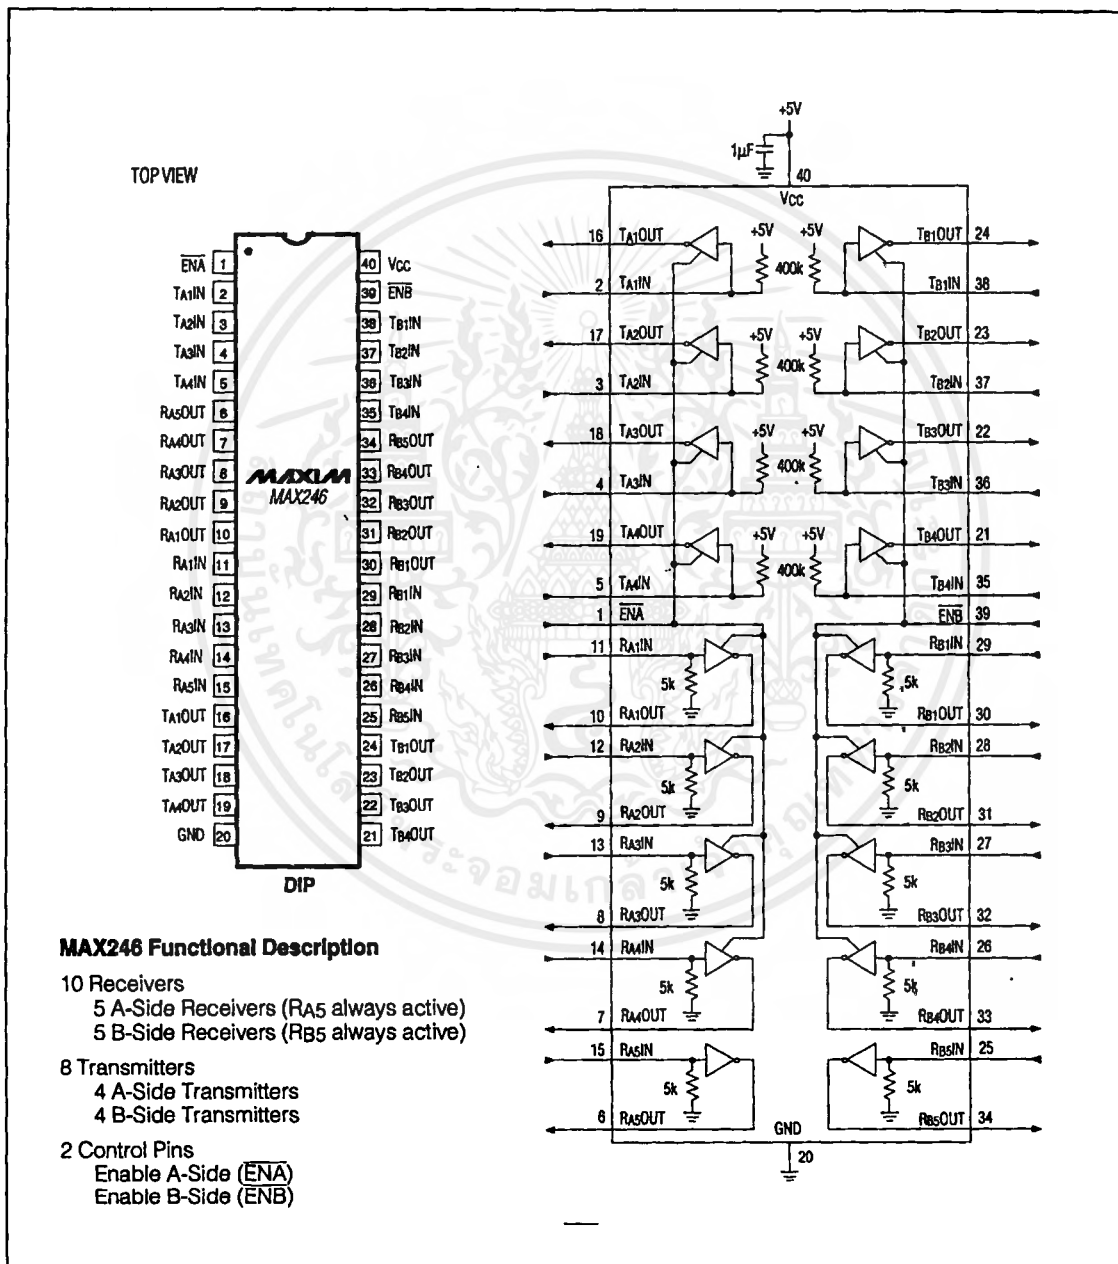 TOP VIEW
ENA 1
TA1IN 2
TA2IN 3
TA3IN 4
TA4IN 5
RA5OUT 6
RA4OUT 7
RA3OUT 8
RA2OUT 9
RA1OUT 10
RA1IN 11
RA2IN 12
RA3IN 13
RA4IN 14
RA5IN 15
TA1OUT 16
TA2OUT 17
TA3OUT 18
TA4OUT 19
GND 20
MAXIM
MAX246
40 VCC
39 ENB
38 TB1IN
37 TB2IN
36 TB3IN
35 TB4IN
34 RB5OUT
33 RB4OUT
32 RB3OUT
31 RB2OUT
30 RB1OUT
29 RB1IN
28 RB2IN
27 RB3IN
26 RB4IN
25 RB5IN
24 TB1OUT
23 TB2OUT
22 TB3OUT
21 TB4OUT
DIP
MAX246 Functional Description
10 Receivers
5 A-Side Receivers (RA5 always active)
5 B-Side Receivers (RB5 always active)
8 Transmitters
4 A-Side Transmitters
4 B-Side Transmitters
2 Control Pins
Enable A-Side (ENA)
Enable B-Side (ENB)
+5V
1µF
40
VCC
16 TA1OUT +5V +5V TB1OUT 24
400k
2 TA1IN TB1IN 38
17 TA2OUT +5V +5V TB2OUT 23
400k
3 TA2IN TB2IN 37
18 TA3OUT +5V +5V TB3OUT 22
400k
4 TA3IN TB3IN 36
19 TA4OUT +5V +5V TB4OUT 21
400k
5 TA4IN TB4IN 35
1 ENA ENB 39
11 RA1IN RB1IN 29
5k 5k
10 RA1OUT RB1OUT 30
12 RA2IN RB2IN 28
5k 5k
9 RA2OUT RB2OUT 31
13 RA3IN RB3IN 27
5k 5k
8 RA3OUT RB3OUT 32
14 RA4IN RB4IN 26
5k 5k
7 RA4OUT RB4OUT 33
15 RA5IN RB5IN 25
5k 5k
6 RA5OUT RB5OUT 34
GND
20